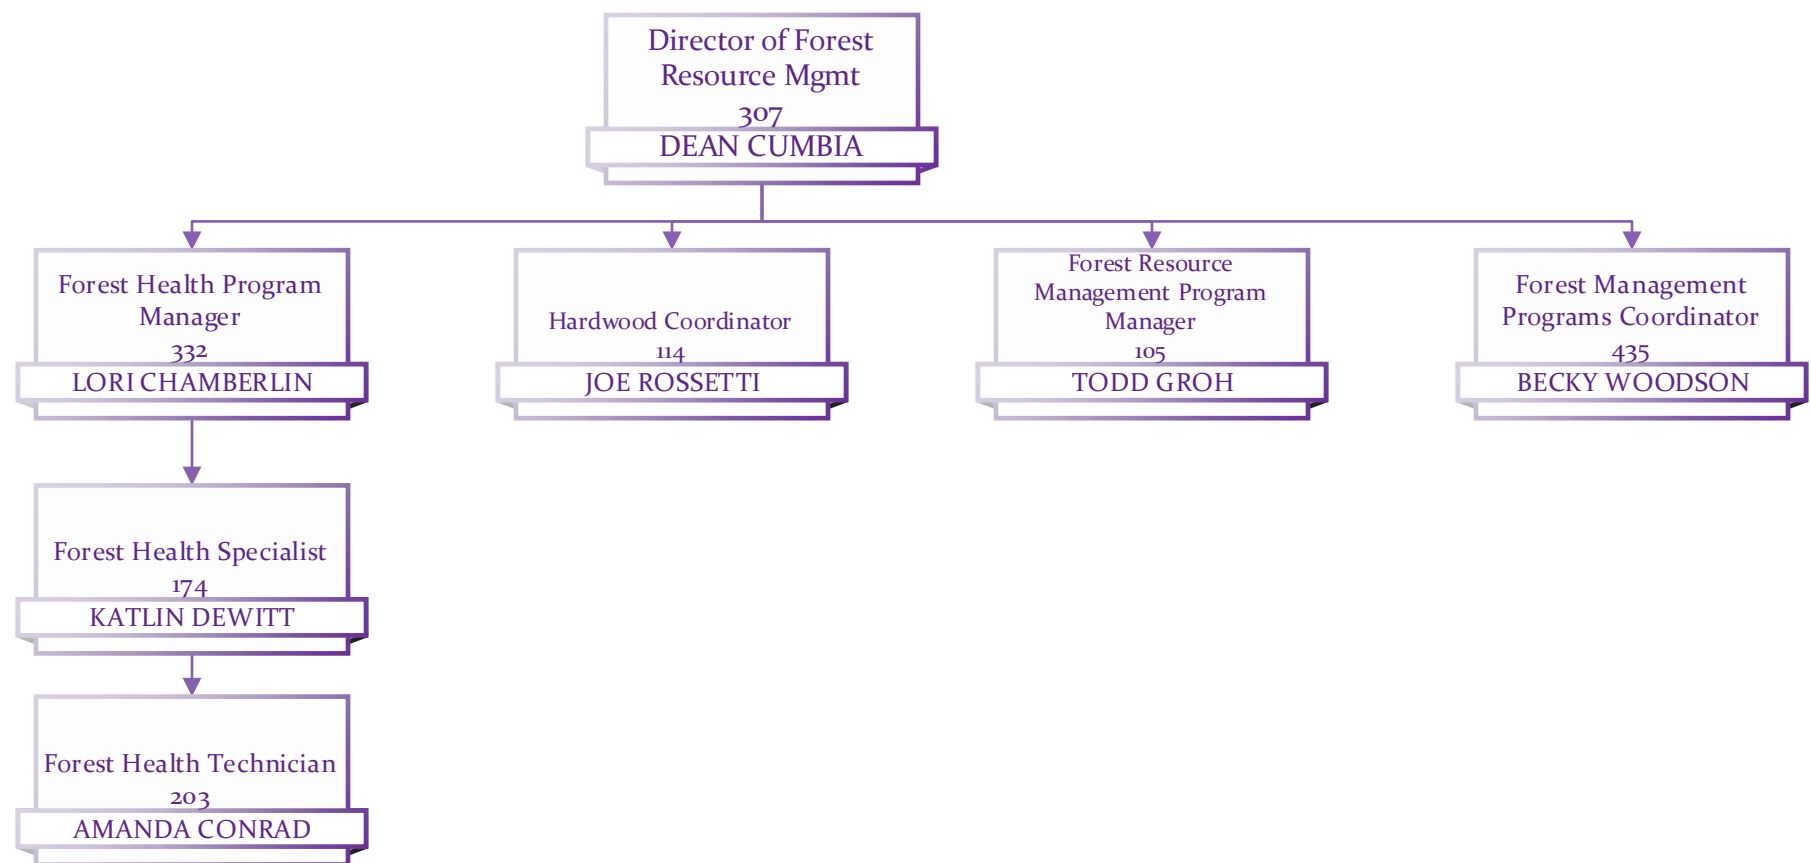 Director of Forest
Resource Mgmt
307
DEAN CUMBIA
Forest Health Program
Manager
332
LORI CHAMBERLIN
Hardwood Coordinator
114
JOE ROSSETTI
Forest Resource
Management Program
Manager
105
TODD GROH
Forest Management
Programs Coordinator
435
BECKY WOODSON
Forest Health Specialist
174
KATLIN DEWITT
Forest Health Technician
203
AMANDA CONRAD